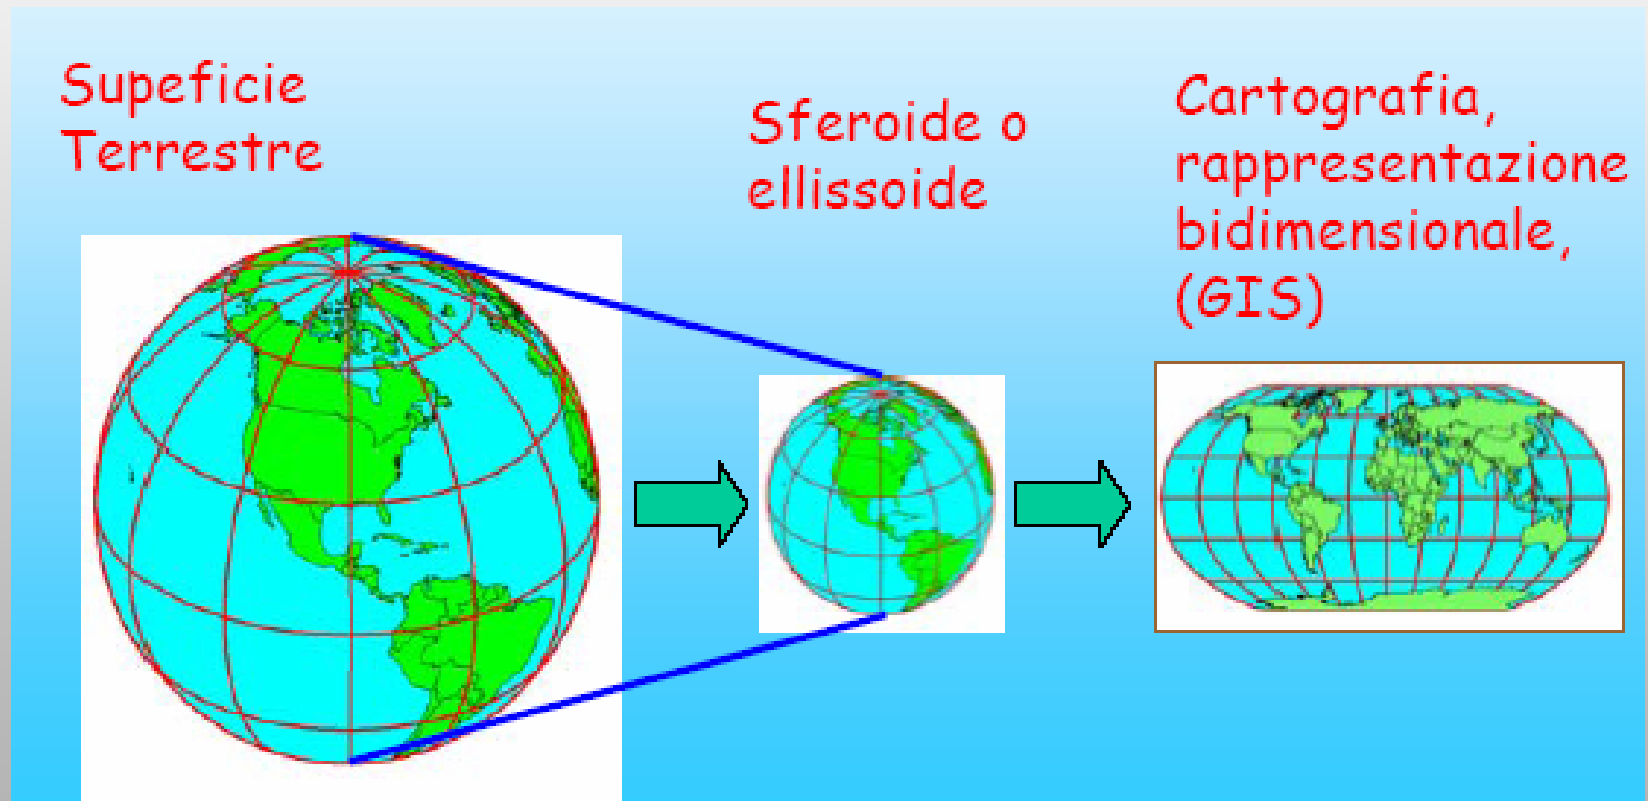 Supeficie
Terrestre
Sferoide o
ellissoide
Cartografia,
rappresentazione
bidimensionale,
(GIS)